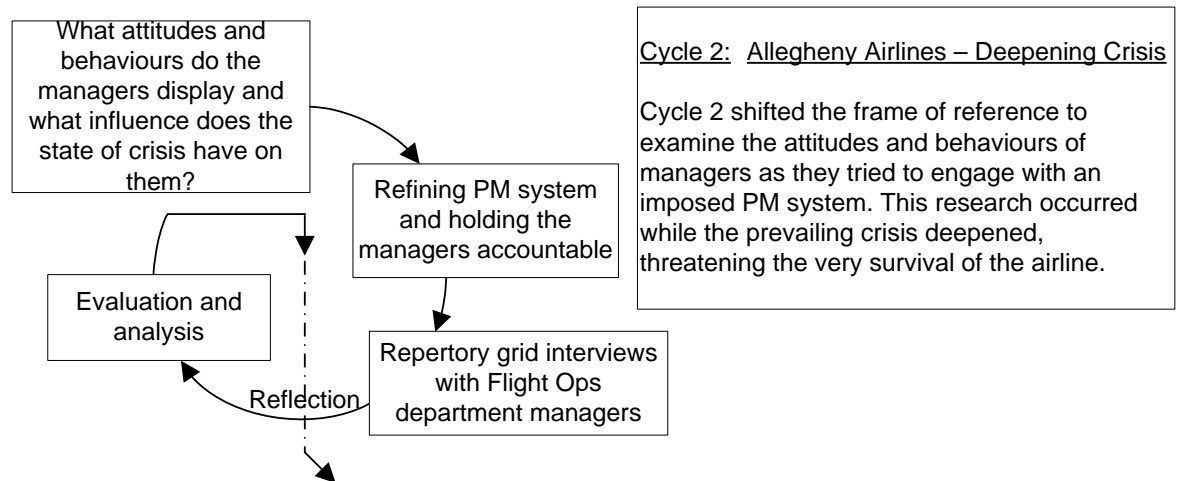 What attitudes and
behaviours do the
managers display and
what influence does the
state of crisis have on
them?
Refining PM system
and holding the
managers accountable
Repertory grid interviews
with Flight Ops
department managers
Reflection
Evaluation and
analysis
Cycle 2: Allegheny Airlines – Deepening Crisis
Cycle 2 shifted the frame of reference to
examine the attitudes and behaviours of
managers as they tried to engage with an
imposed PM system. This research occurred
while the prevailing crisis deepened,
threatening the very survival of the airline.